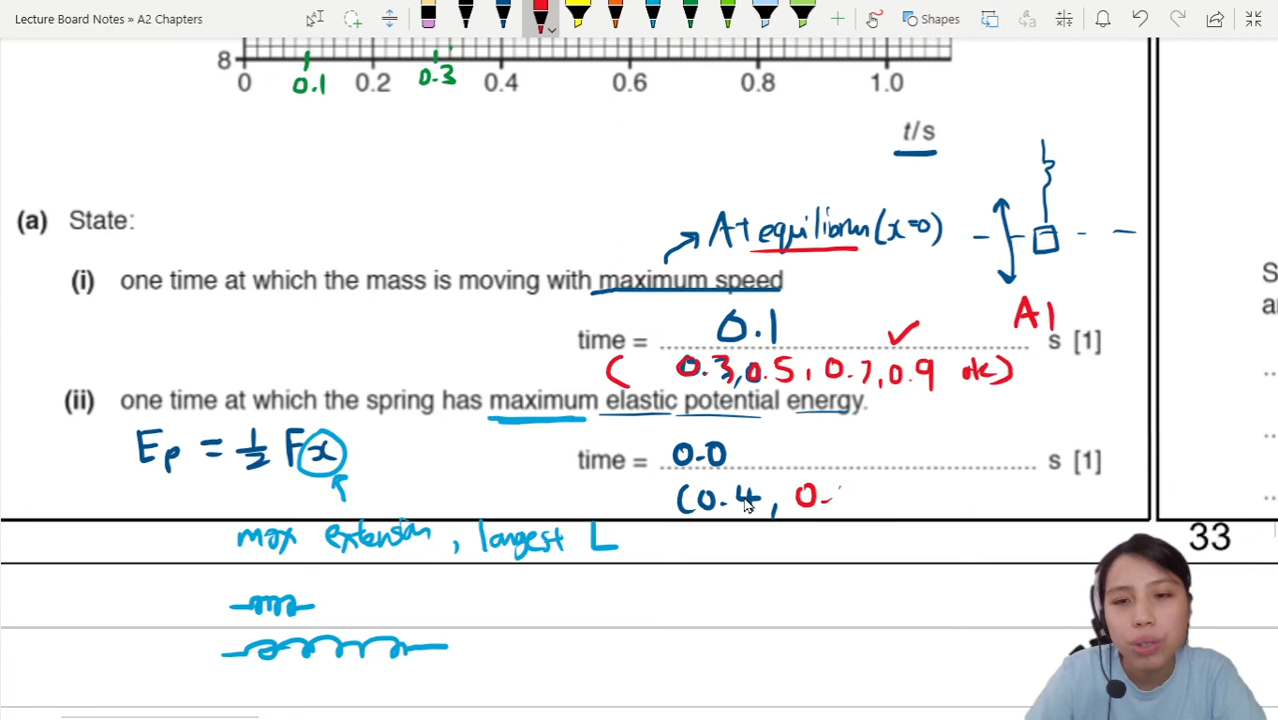 Lecture Board Notes » A2 Chapters
Shapes
8
0 0.1 0.2 0.3 0.4 0.6 0.8 1.0
t/s
(a) State:
At equilibrium (x=0)
(i) one time at which the mass is moving with maximum speed
A1
time = 0.1 ✓ s [1]
( 0.3, 0.5, 0.7, 0.9 ok)
(ii) one time at which the spring has maximum elastic potential energy.
Ep = ½ Fx
time = 0.0 s [1]
(0.4, 0.
max extension, longest L
33